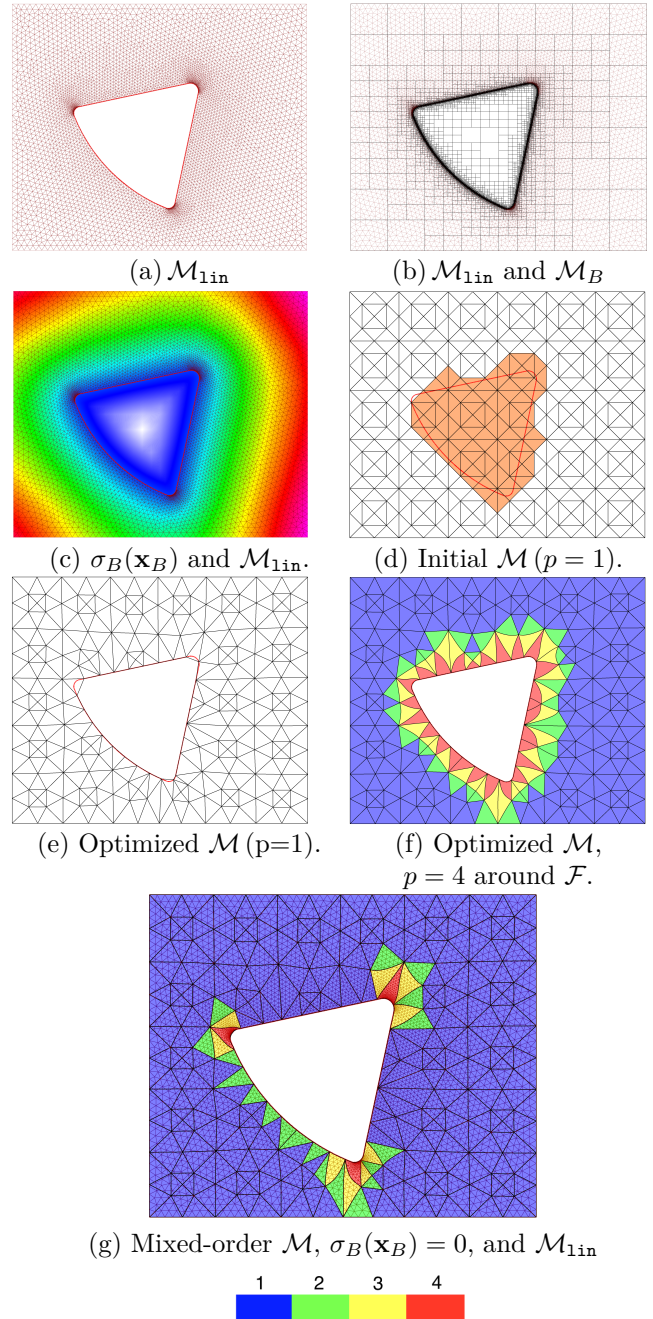 (a) 𝓜_lin
(b) 𝓜_lin and 𝓜_B
(c) σ_B(𝐱_B) and 𝓜_lin.
(d) Initial 𝓜 (p = 1).
(e) Optimized 𝓜 (p=1).
(f) Optimized 𝓜,
p = 4 around 𝓕.
(g) Mixed-order 𝓜, σ_B(𝐱_B) = 0, and 𝓜_lin
1 2 3 4